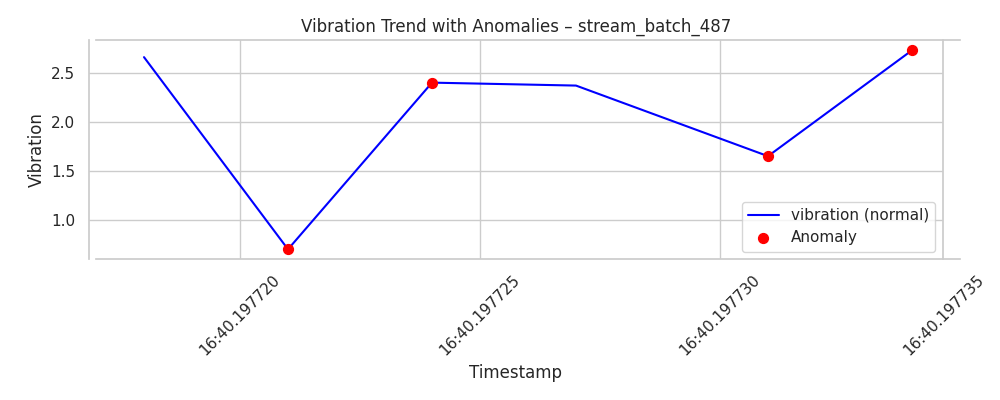 Vibration Trend with Anomalies – stream_batch_487
Vibration
2.5
2.0
1.5
1.0
vibration (normal)
Anomaly
16:40.197720
16:40.197725
16:40.197730
16:40.197735
Timestamp